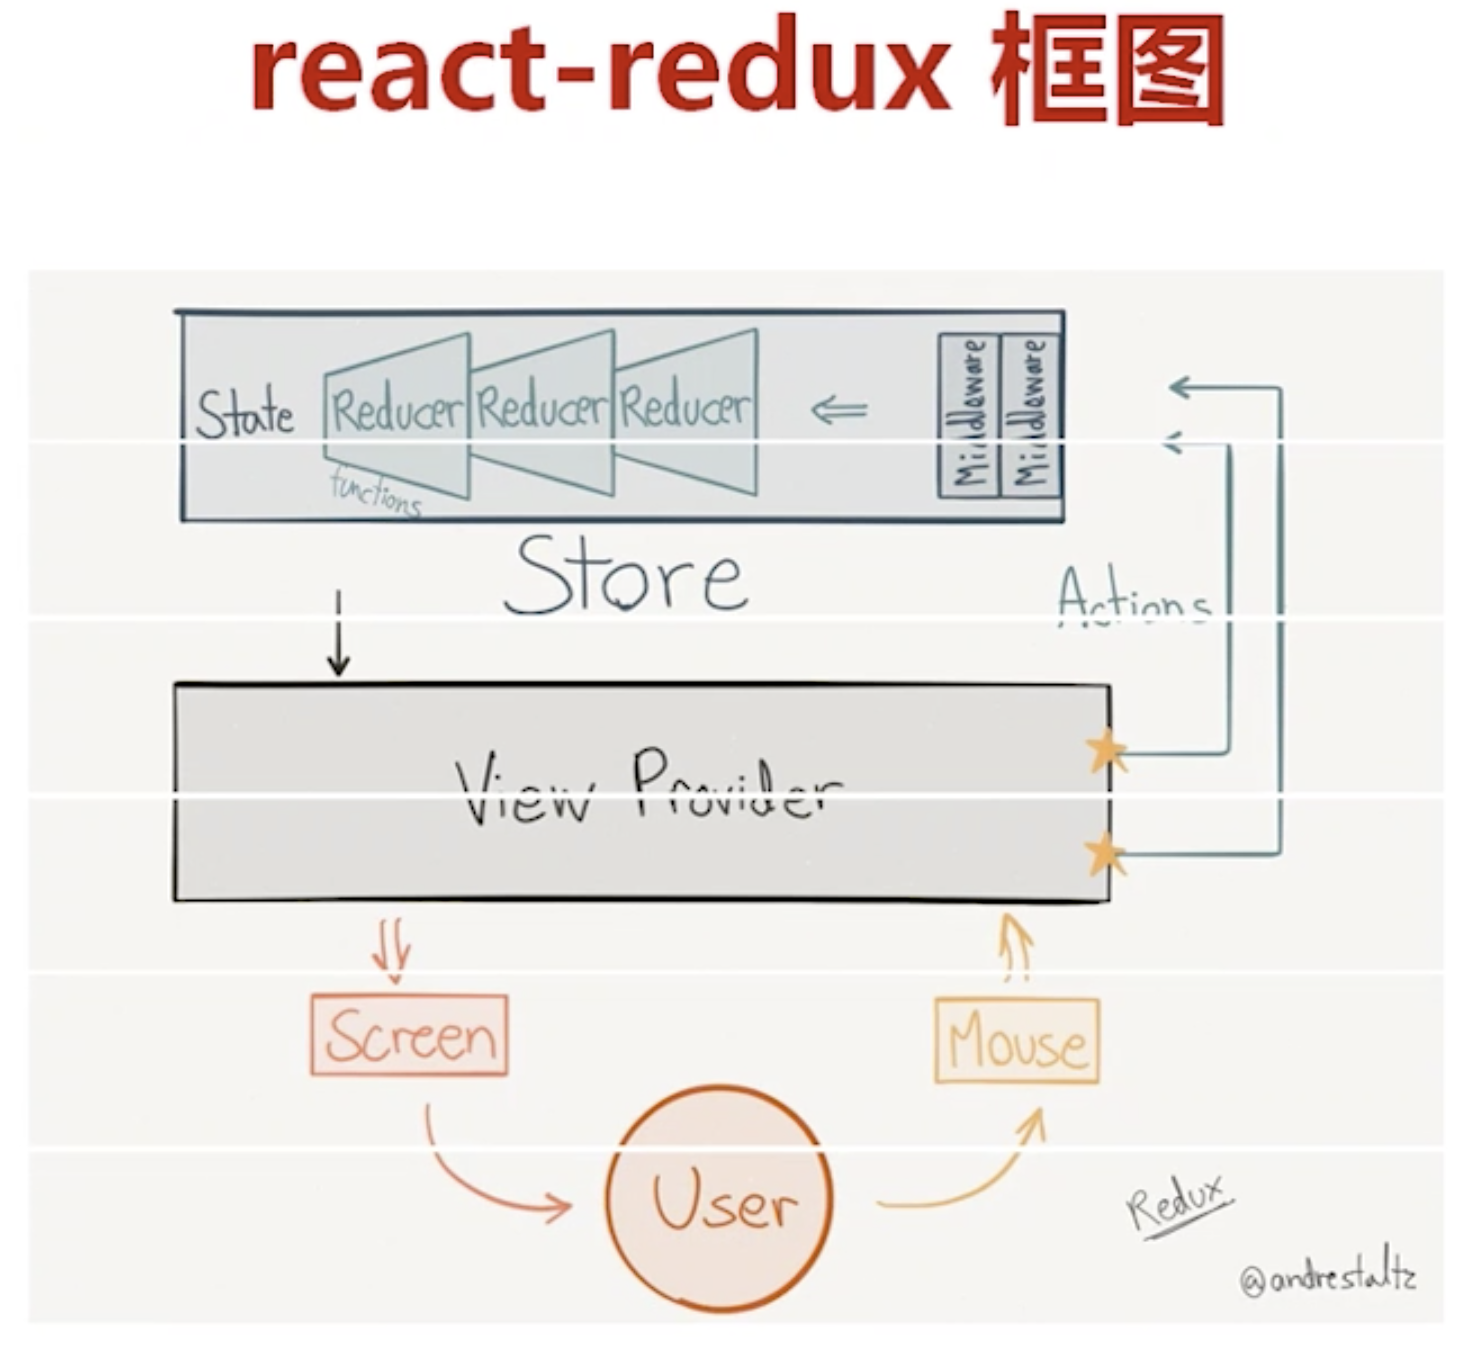 react-redux 框图
State
Reducer
Reducer
Reducer
functions
Middleware
Middleware
Store
Actions
View Provider
Screen
Mouse
User
Redux
@andrestaltz